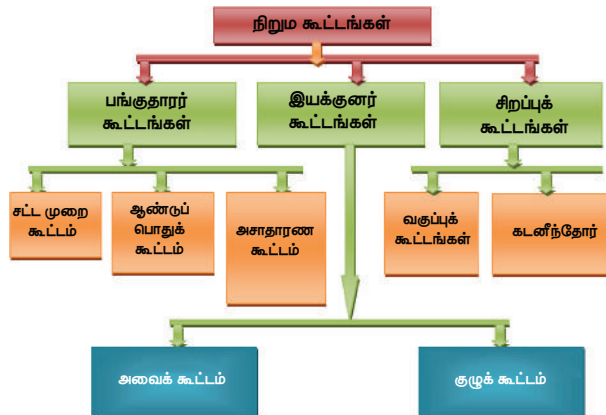 நிறும கூட்டங்கள்
பங்குதாரர்
கூட்டங்கள்
இயக்குனர்
கூட்டங்கள்
சிறப்புக்
கூட்டங்கள்
சட்ட முறை
கூட்டம்
ஆண்டுப்
பொதுக்
கூட்டம்
அசாதாரண
கூட்டம்
வகுப்புக்
கூட்டங்கள்
கடனீந்தோர்
அவைக் கூட்டம்
குழுக் கூட்டம்